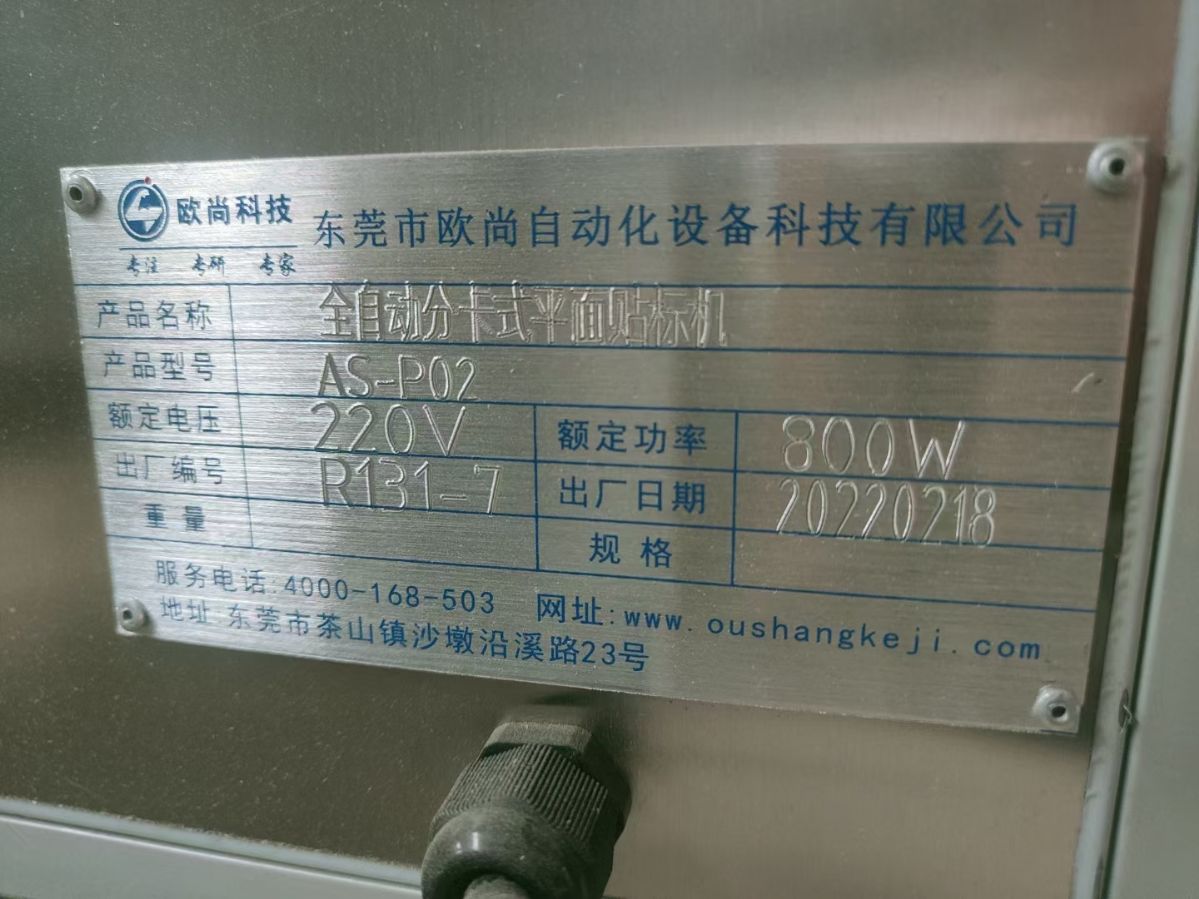 欧尚科技 东莞市欧尚自动化设备科技有限公司
专注 专研 专家
产品名称 全自动分卡式平面贴标机
产品型号 AS-P02
额定电压 220V 额定功率 800W
出厂编号 R131-7 出厂日期 20220218
重量 规格
服务电话:4000-168-503 网址:www.oushangkeji.com
地址:东莞市茶山镇沙墩沿溪路23号